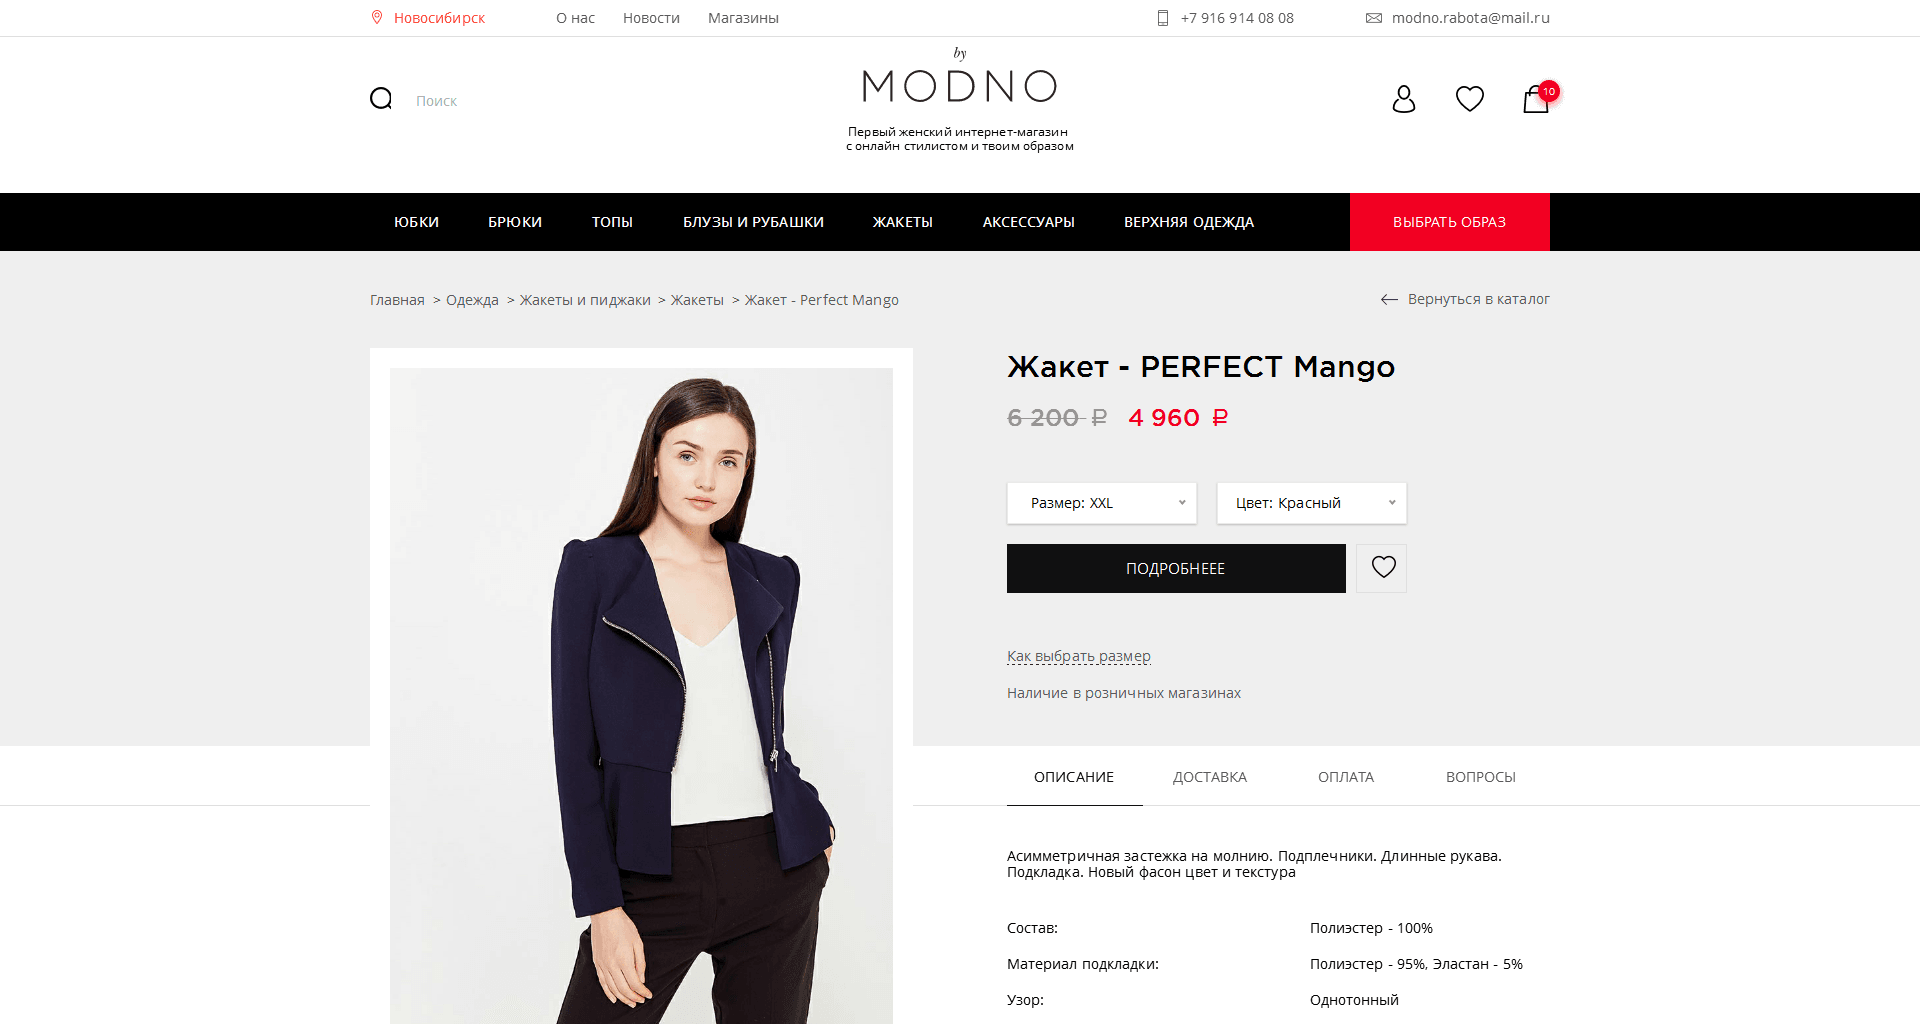 Новосибирск
О нас
Новости
Магазины
+7 916 914 08 08
modno.rabota@mail.ru
Поиск
by
MODNO
Первый женский интернет-магазин
с онлайн стилистом и твоим образом
10
ЮБКИ
БРЮКИ
ТОПЫ
БЛУЗЫ И РУБАШКИ
ЖАКЕТЫ
АКСЕССУАРЫ
ВЕРХНЯЯ ОДЕЖДА
ВЫБРАТЬ ОБРАЗ
Главная > Одежда > Жакеты и пиджаки > Жакеты > Жакет - Perfect Mango
Вернуться в каталог
Жакет - PERFECT Mango
6 200 ₽ 4 960 ₽
Размер: XXL
Цвет: Красный
ПОДРОБНЕЕЕ
Как выбрать размер
Наличие в розничных магазинах
ОПИСАНИЕ
ДОСТАВКА
ОПЛАТА
ВОПРОСЫ
Асимметричная застежка на молнию. Подплечники. Длинные рукава.
Подкладка. Новый фасон цвет и текстура
Состав: Полиэстер - 100%
Материал подкладки: Полиэстер - 95%, Эластан - 5%
Узор: Однотонный